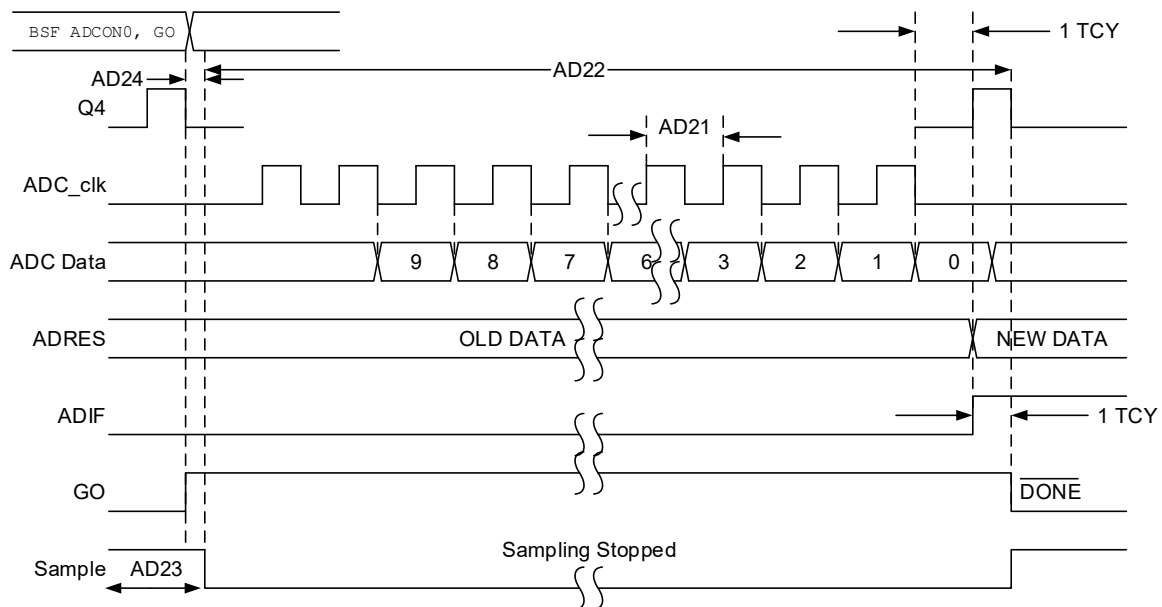 BSF ADCON0, GO
1 TCY
AD24
AD22
Q4
AD21
ADC_clk
ADC Data
9 8 7 6 3 2 1 0
ADRES
OLD DATA
NEW DATA
ADIF
1 TCY
GO
DONE
Sample
AD23
Sampling Stopped